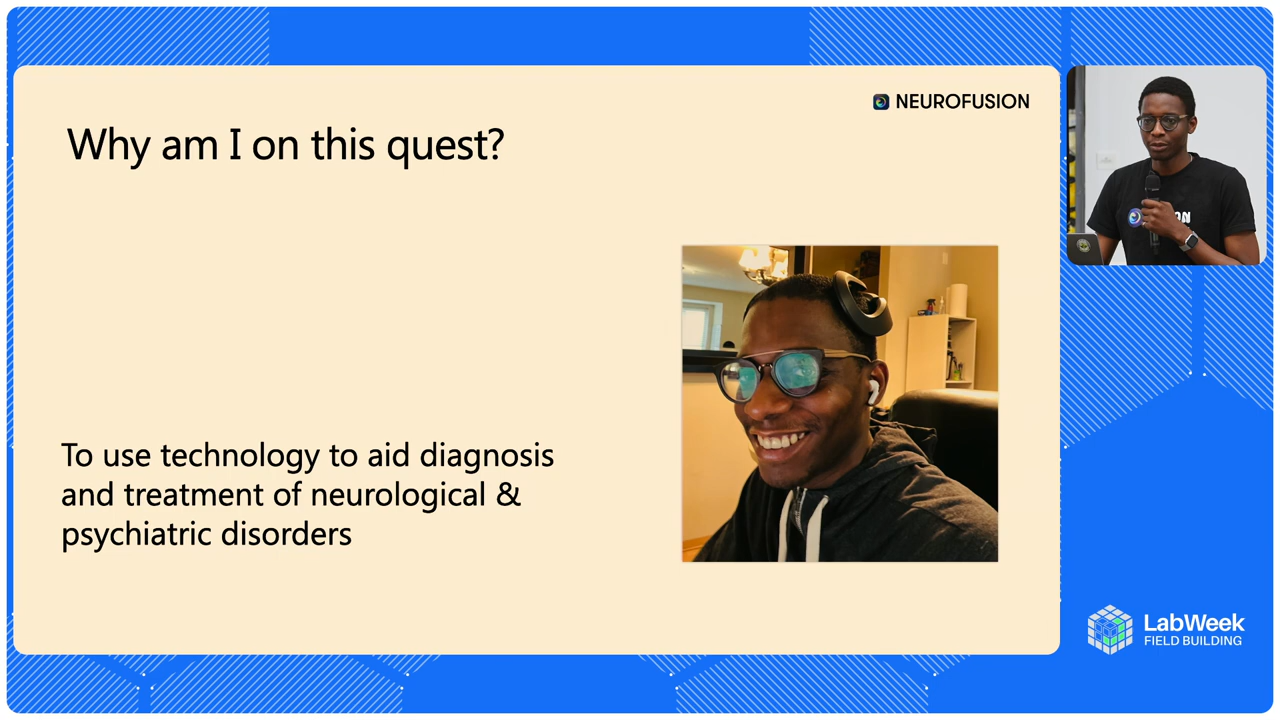 NEUROFUSION
Why am I on this quest?
To use technology to aid diagnosis
and treatment of neurological &
psychiatric disorders
LabWeek
FIELD BUILDING